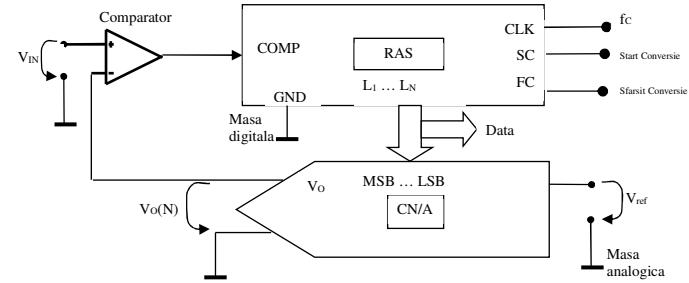 Comparator
V_IN
+
COMP
RAS
L1 … LN
GND
CLK
SC
FC
fC
Start Conversie
Sfarsit Conversie
Masa
digitala
Data
VO
MSB … LSB
CN/A
VO(N)
Vref
Masa
analogica